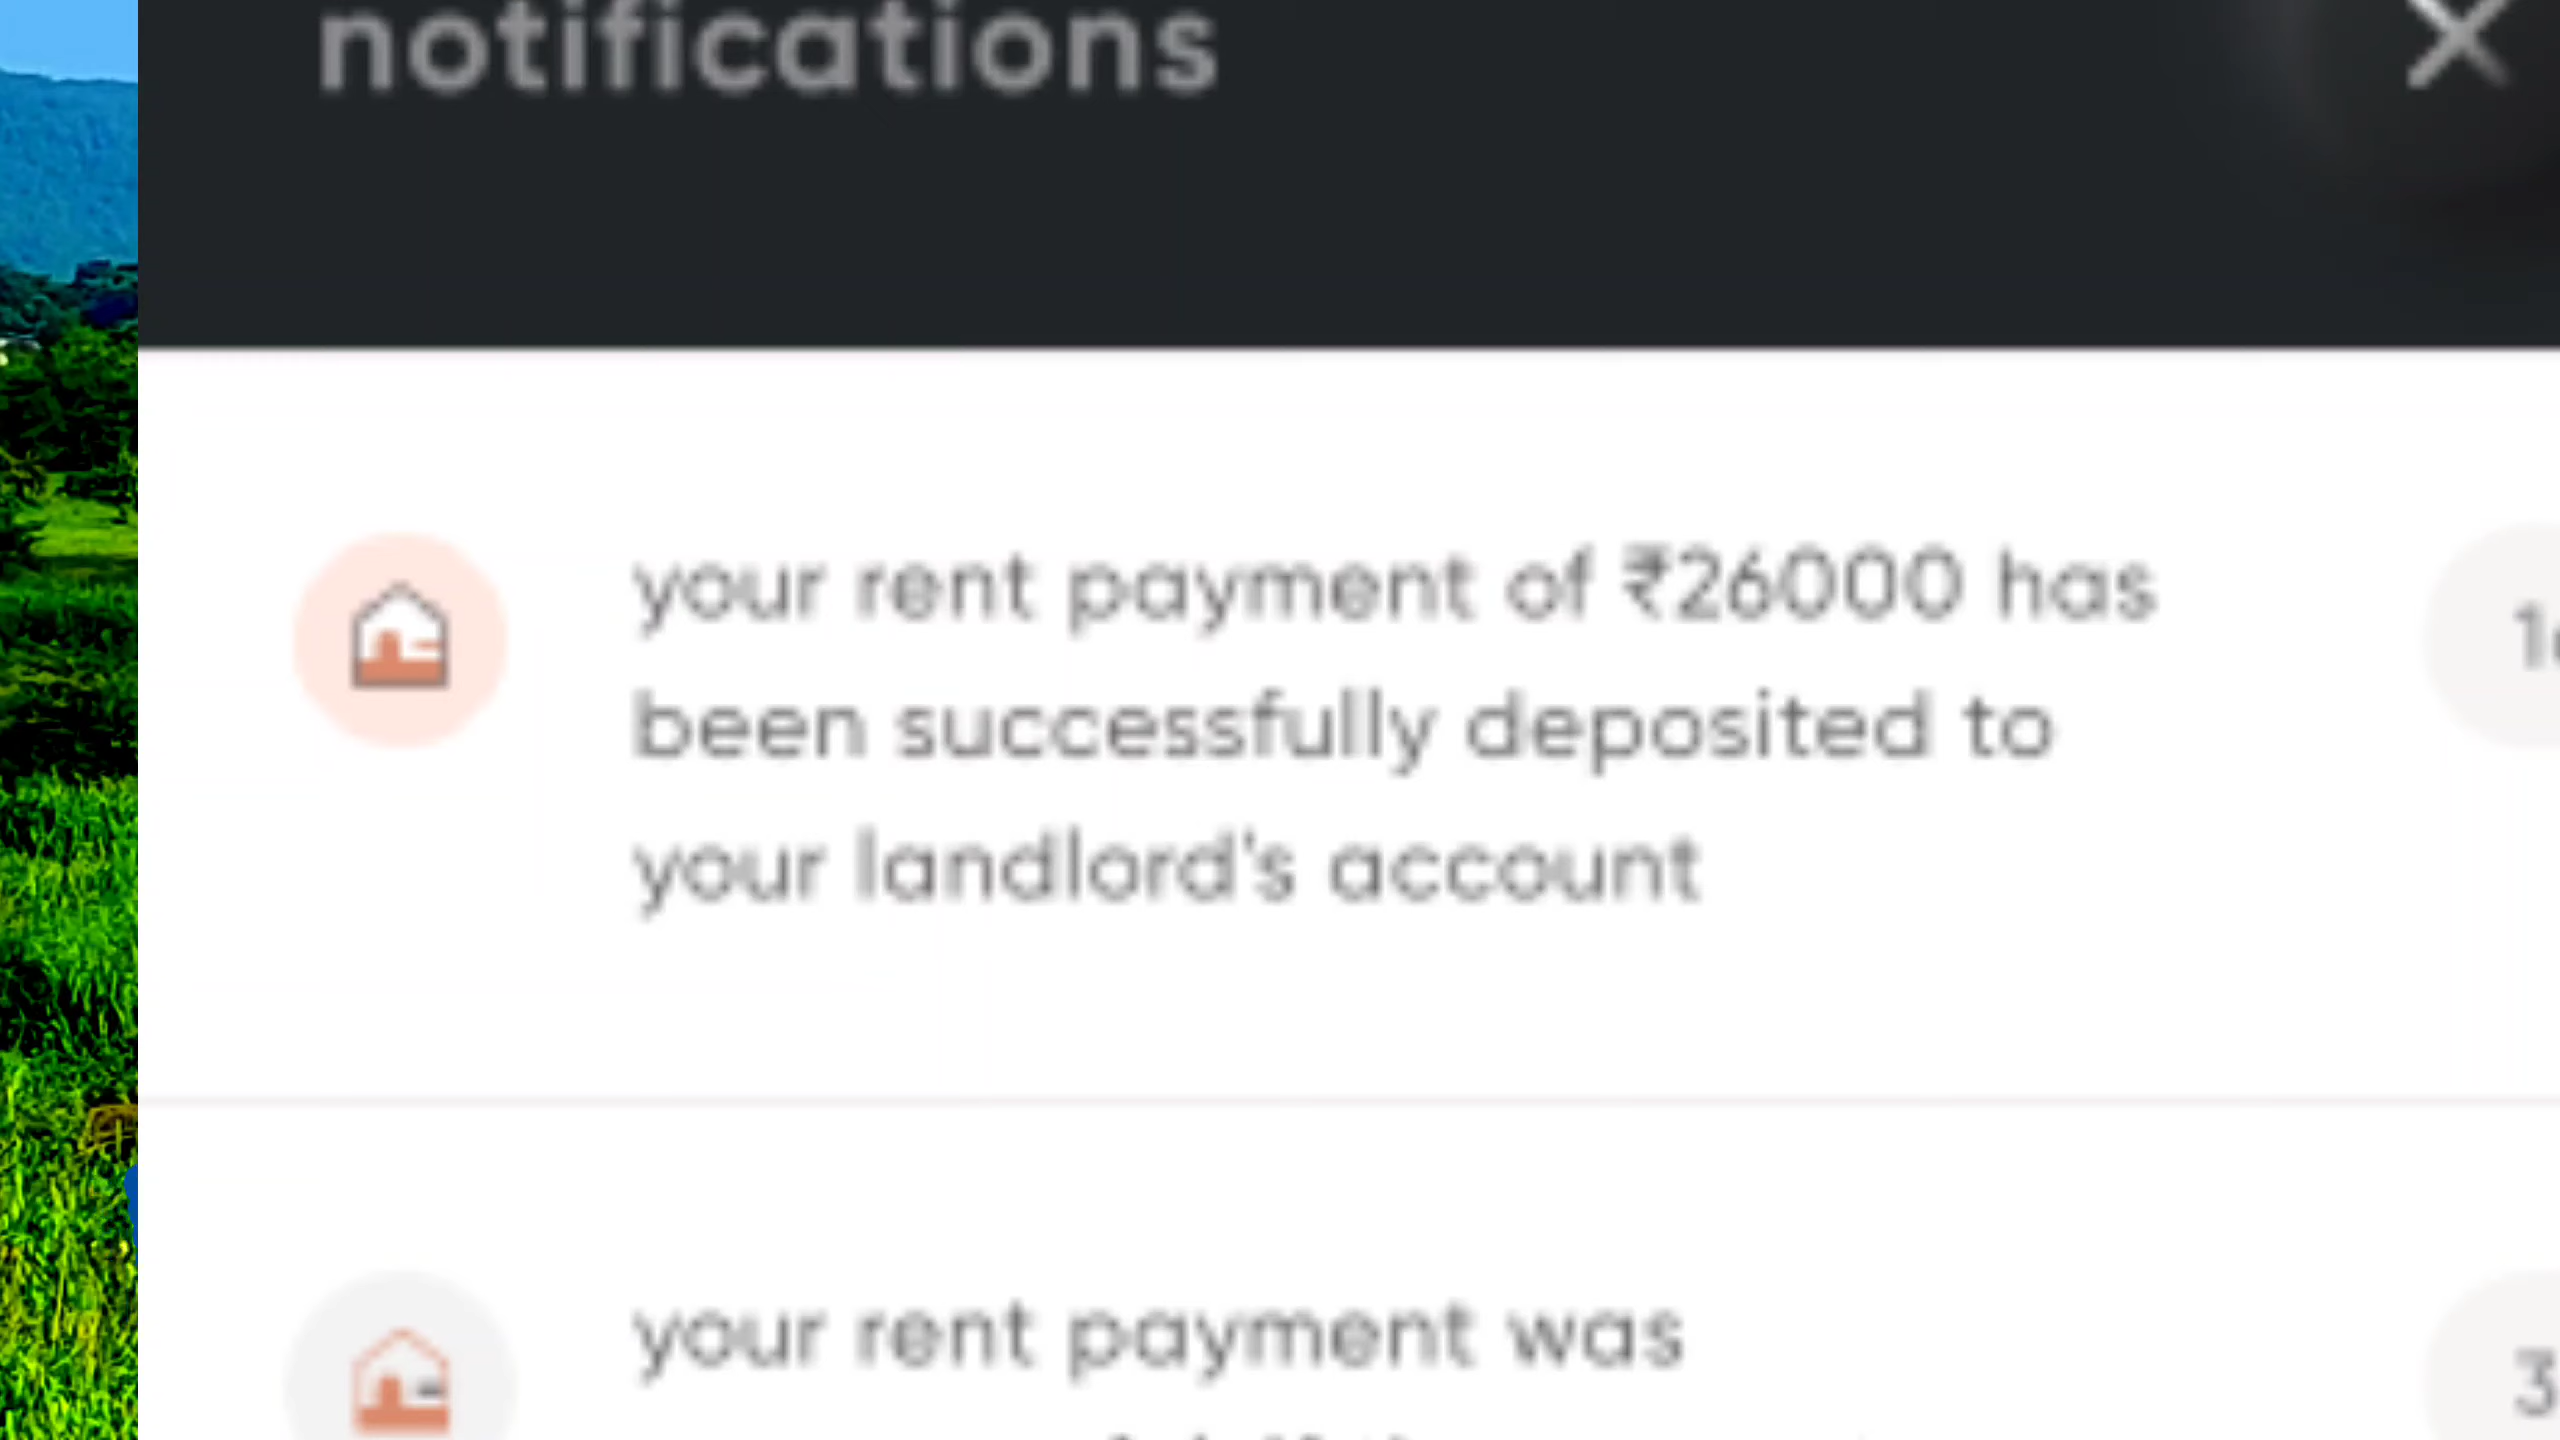 notifications
your rent payment of ₹26000 has
been successfully deposited to
your landlord's account
your rent payment was